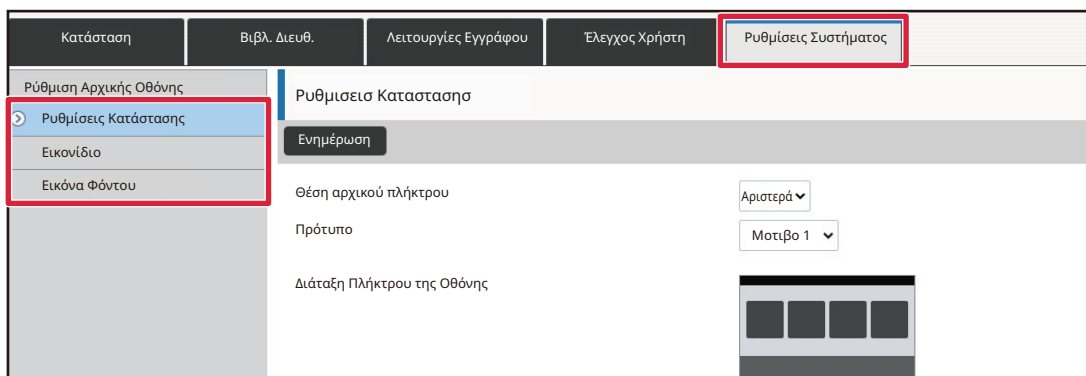 Κατάσταση Βιβλ. Διευθ. Λειτουργίες Εγγράφου Έλεγχος Χρήστη Ρυθμίσεις Συστήματος
Ρύθμιση Αρχικής Οθόνης
Ρυθμίσεις Κατάστασης
Εικονίδιο
Εικόνα Φόντου
Ρυθμισεισ Καταστασησ
Ενημέρωση
Θέση αρχικού πλήκτρου Αριστερά
Πρότυπο Μοτιβο 1
Διάταξη Πλήκτρου της Οθόνης